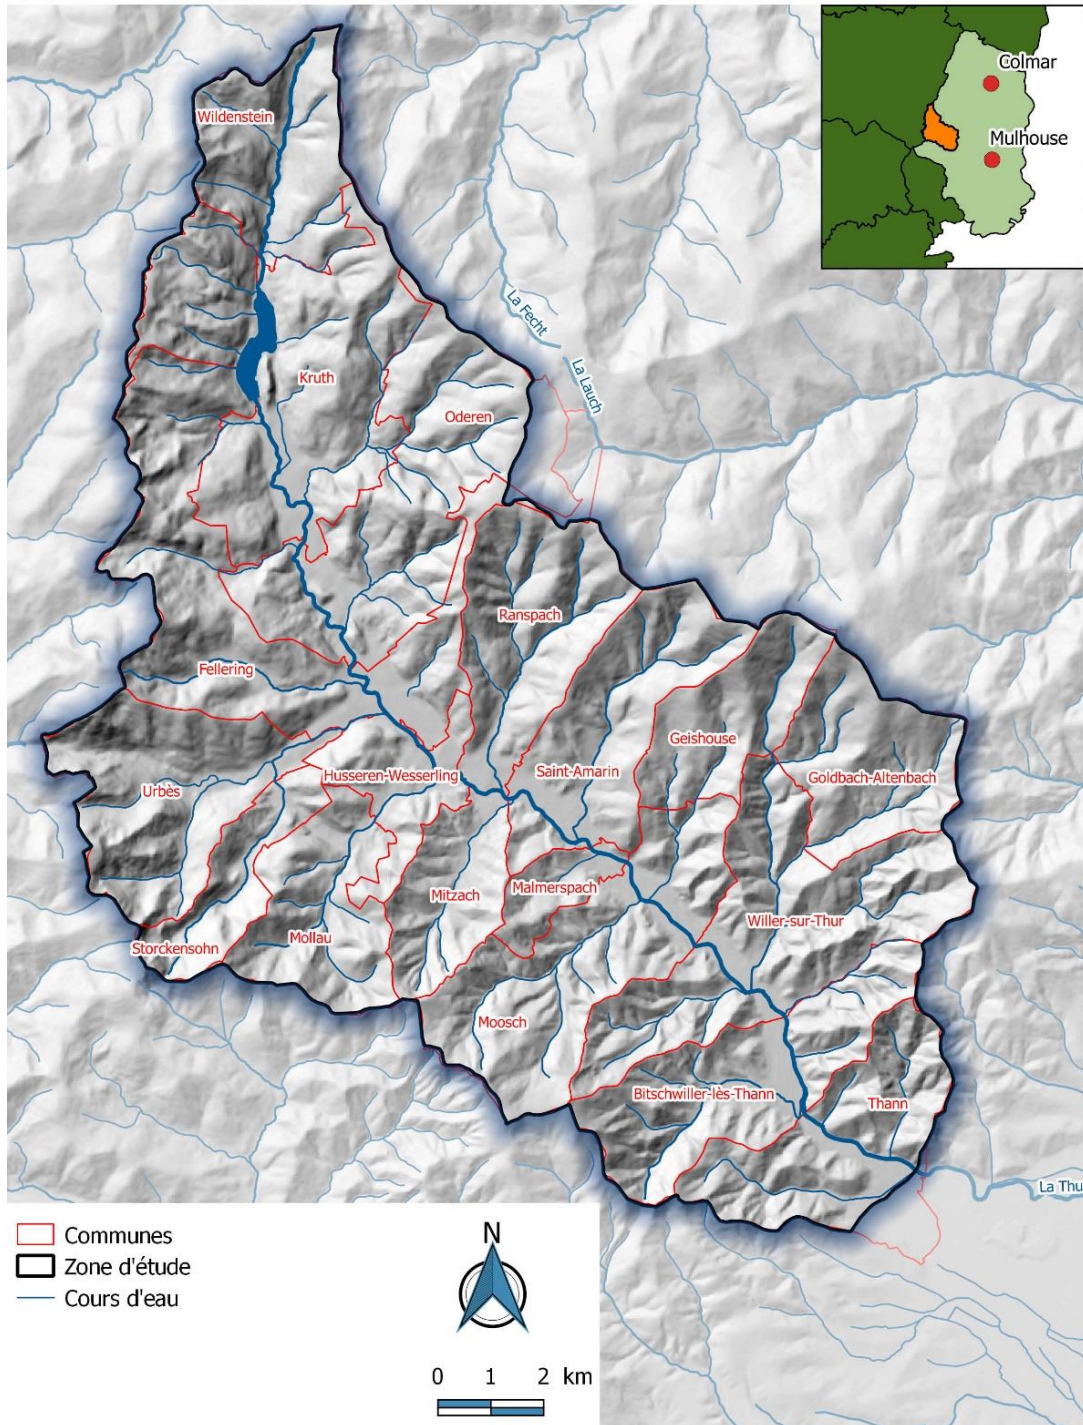 Colmar
Mulhouse
Wildenstein
La Fecht
La Lauch
Kruth
Oderen
Ranspach
Fellering
Geishouse
Saint-Amarin
Husseren-Wesserling
Goldbach-Altenbach
Urbès
Mitzach
Malmerspach
Willer-sur-Thur
Storckensohn
Mollau
Moosch
Bitschwiller-lès-Thann
Thann
La Thu
Communes
Zone d'étude
Cours d'eau
N
0 1 2 km